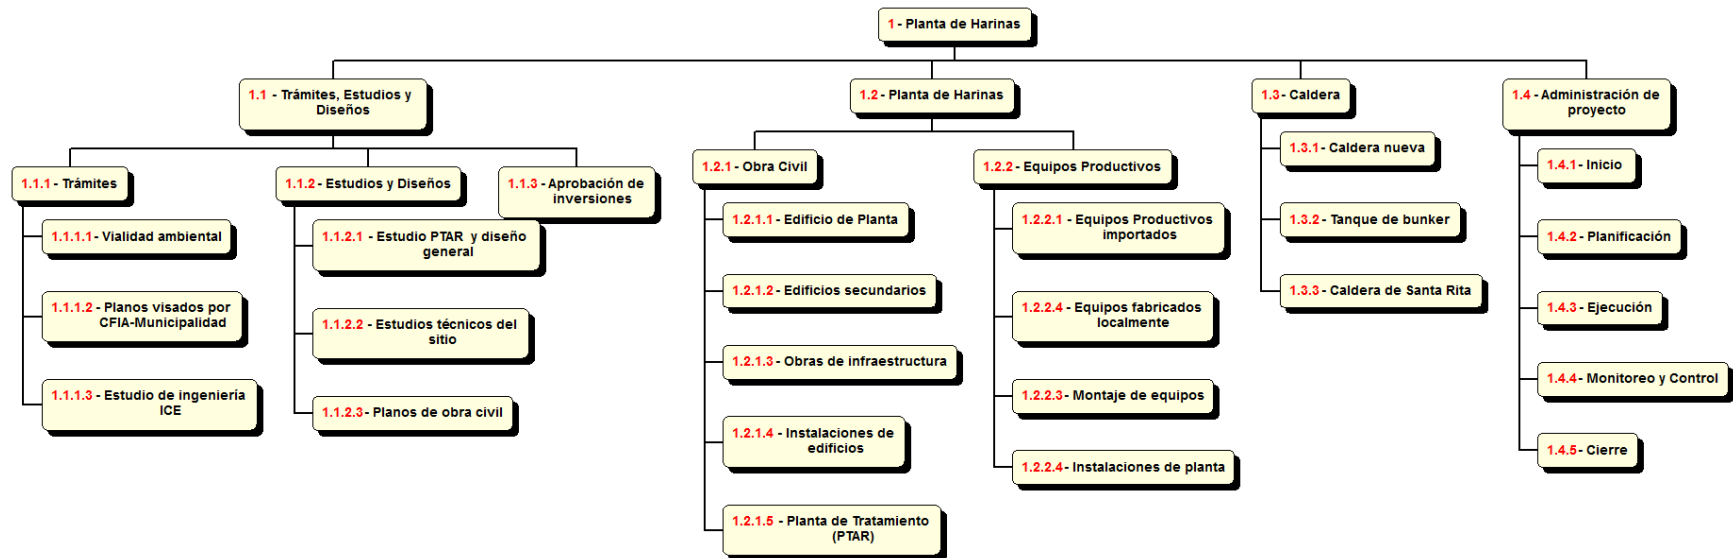 1 - Planta de Harinas
1.1 - Trámites, Estudios y
Diseños
1.2 - Planta de Harinas
1.3 - Caldera
1.4 - Administración de
proyecto
1.1.1 - Trámites
1.1.2 - Estudios y Diseños
1.1.3 - Aprobación de
inversiones
1.1.1.1 - Vialidad ambiental
1.1.1.2 - Planos visados por
CFIA-Municipalidad
1.1.1.3 - Estudio de ingeniería
ICE
1.1.2.1 - Estudio PTAR y diseño
general
1.1.2.2 - Estudios técnicos del
sitio
1.1.2.3 - Planos de obra civil
1.2.1 - Obra Civil
1.2.2 - Equipos Productivos
1.2.1.1 - Edificio de Planta
1.2.1.2 - Edificios secundarios
1.2.1.3 - Obras de infraestructura
1.2.1.4 - Instalaciones de
edificios
1.2.1.5 - Planta de Tratamiento
(PTAR)
1.2.2.1 - Equipos Productivos
importados
1.2.2.4 - Equipos fabricados
localmente
1.2.2.3 - Montaje de equipos
1.2.2.4 - Instalaciones de planta
1.3.1 - Caldera nueva
1.3.2 - Tanque de bunker
1.3.3 - Caldera de Santa Rita
1.4.1 - Inicio
1.4.2 - Planificación
1.4.3 - Ejecución
1.4.4 - Monitoreo y Control
1.4.5 - Cierre